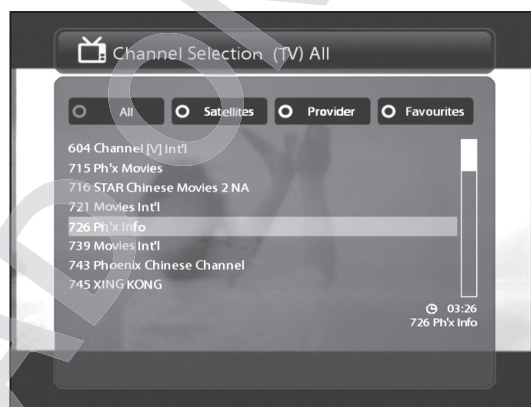 Channel Selection (TV) All
All Satellites Provider Favourites
604 Channel [V] Int'l
715 Ph'x Movies
716 STAR Chinese Movies 2 NA
721 Movies Int'l
726 Ph'x Info
739 Movies Int'l
743 Phoenix Chinese Channel
745 XING KONG
03:26
726 Ph'x Info